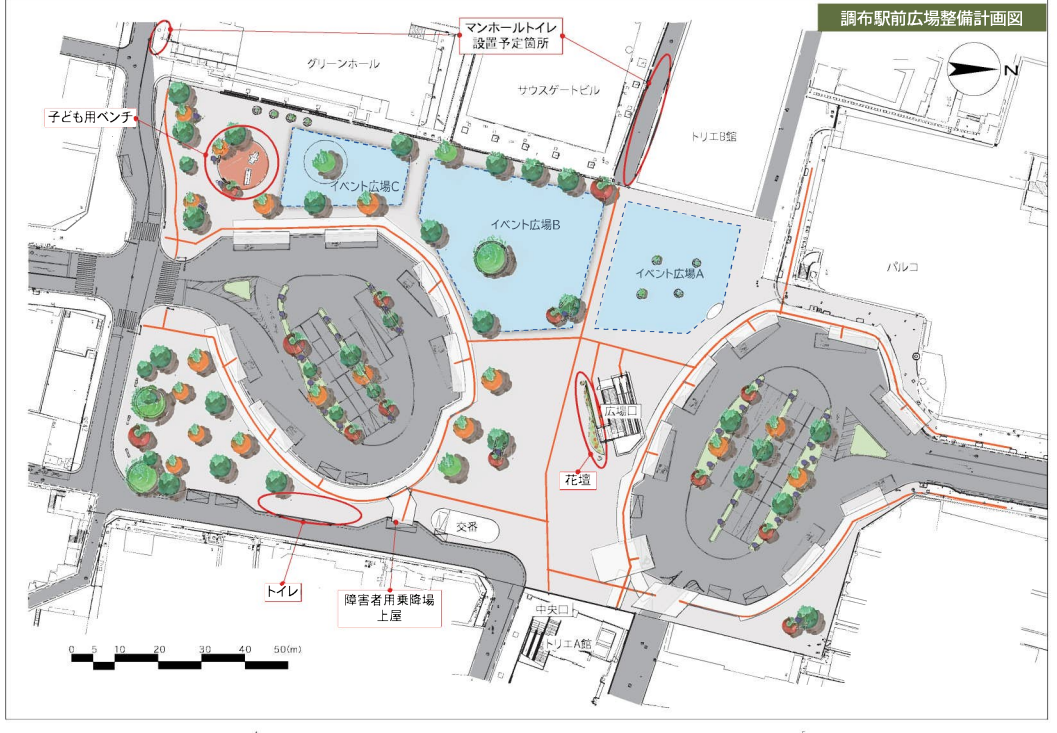 調布駅前広場整備計画図
マンホールトイレ
設置予定箇所
グリーンホール
サウスゲートビル
N
子ども用ベンチ
トリエB館
イベント広場C
イベント広場B
イベント広場A
パルコ
広場口
花壇
交番
トイレ
障害者用乗降場
上屋
中央口
トリエA館
0 5 10 20 30 40 50(m)